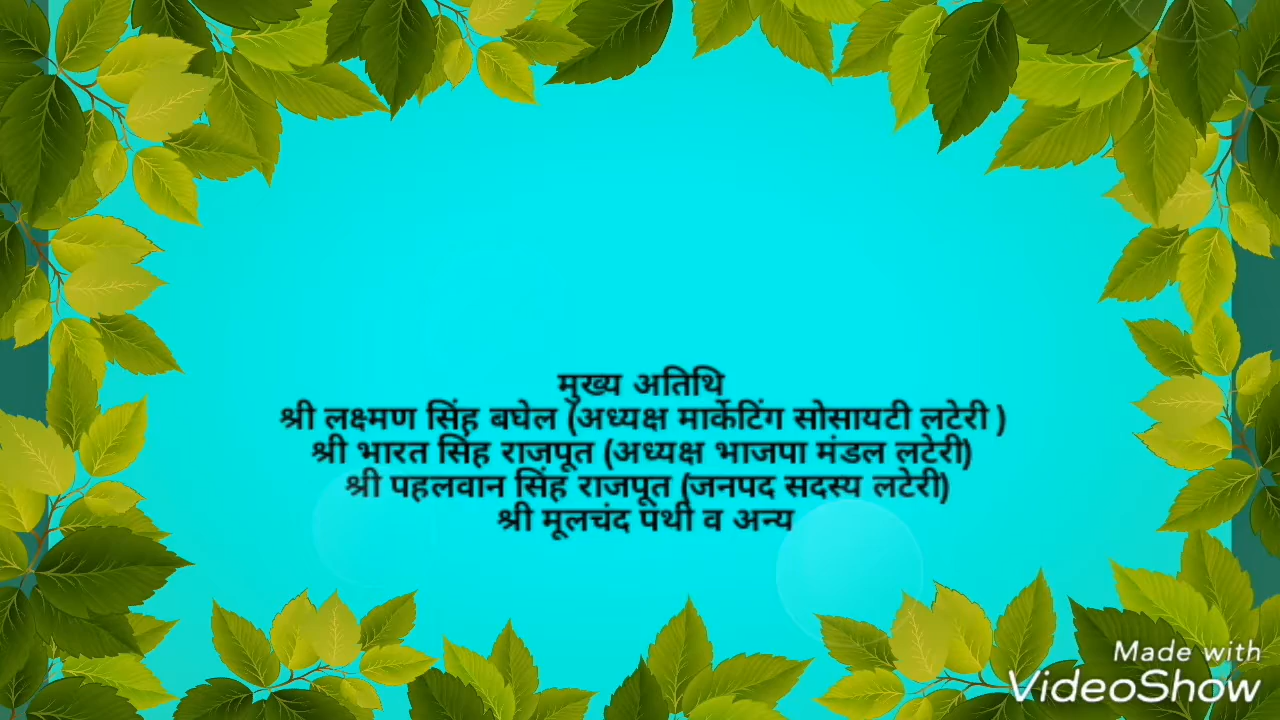 मुख्य अतिथि
श्री लक्ष्मण सिंह बघेल (अध्यक्ष मार्केटिंग सोसायटी लटेरी )
श्री भारत सिंह राजपूत (अध्यक्ष भाजपा मंडल लटेरी)
श्री पहलवान सिंह राजपूत (जनपद सदस्य लटेरी)
श्री मूलचंद पंथी व अन्य
Made with
VideoShow